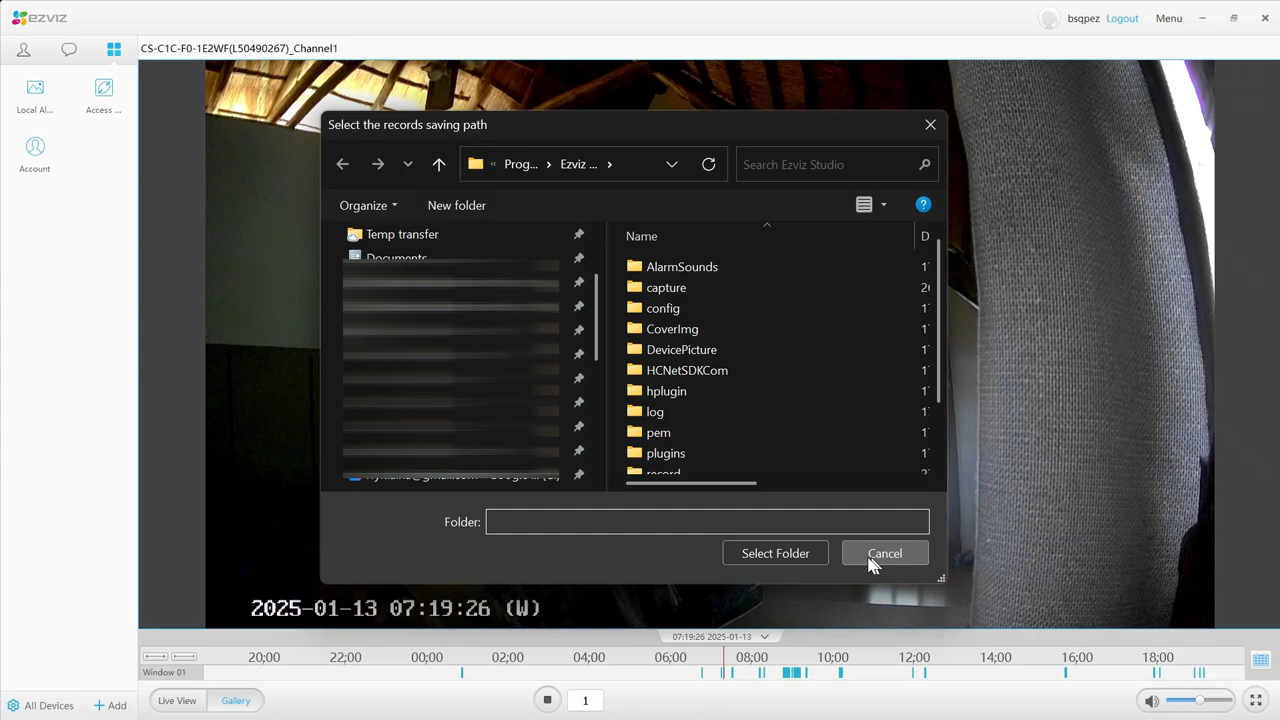 EZVIZ
bsqpez Logout Menu
CS-C1C-F0-1E2WF(L50490267)_Channel1
Local Al...
Access ...
Account
Select the records saving path
« Prog... › Ezviz ... ›
Search Ezviz Studio
Organize
New folder
?
Temp transfer
Documents
Name
D
AlarmSounds
capture
config
CoverImg
DevicePicture
HCNetSDKCom
hplugin
log
pem
plugins
record
Folder:
Select Folder
Cancel
2025-01-13 07:19:26 (W)
07:19:26 2025-01-13
20:00 22:00 00:00 02:00 04:00 06:00 08:00 10:00 12:00 14:00 16:00 18:00
Window 01
All Devices
Add
Live View
Gallery
1